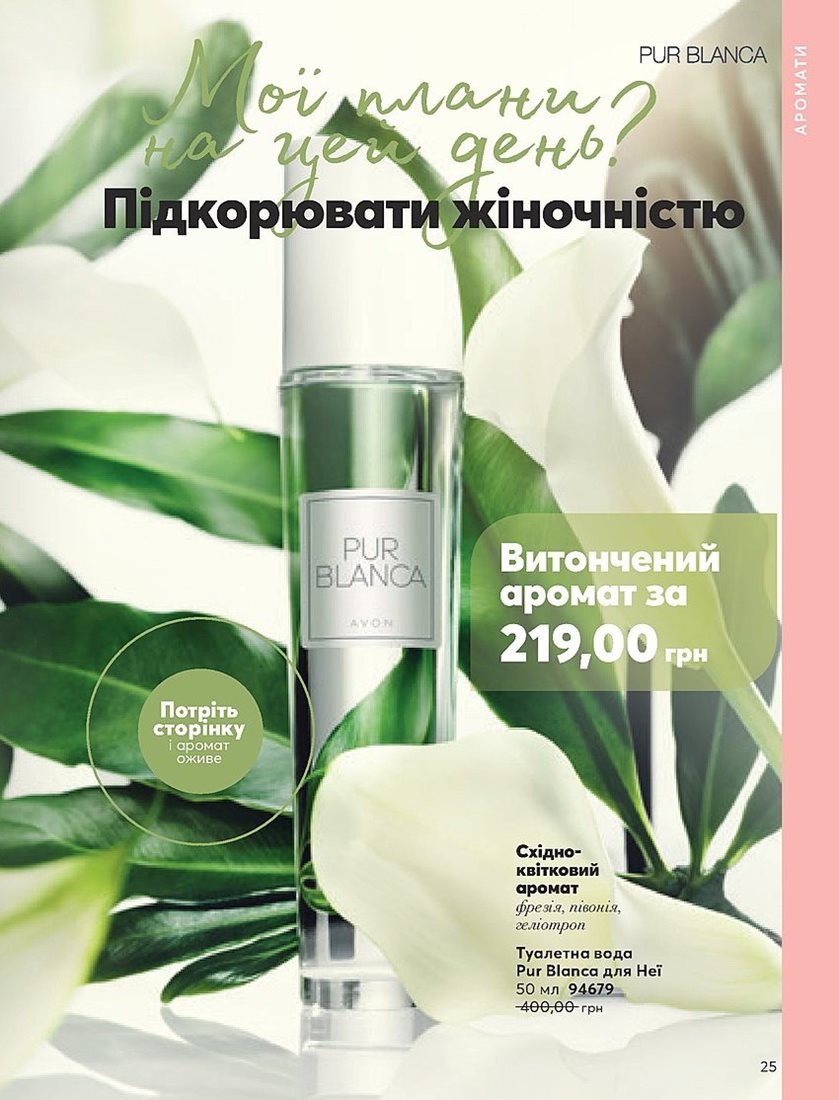 PUR BLANCA
АРОМАТИ
Мої плани
на цей день?
Підкорювати жіночністю
PUR
BLANCA
AVON
Витончений
аромат за
219,00 грн
Потріть
сторінку
і аромат
оживе
Східно-
квітковий
аромат
фрезія, півонія,
геліотроп
Туалетна вода
Pur Blanca для Неї
50 мл 94679
400,00 грн
25